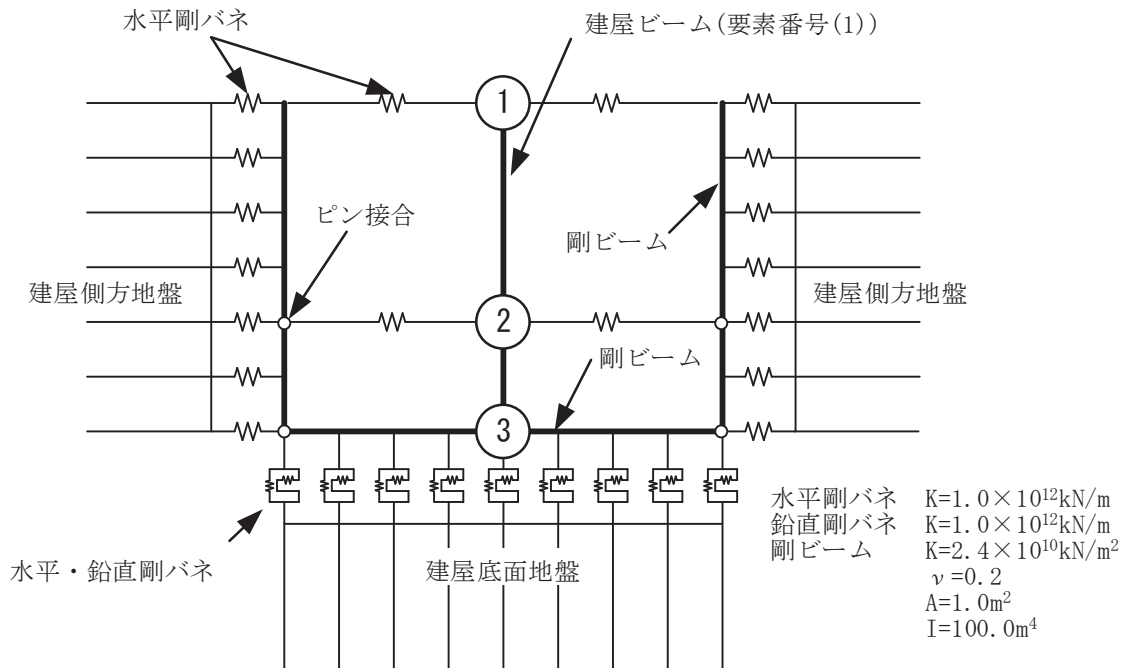 水平剛バネ
建屋ビーム(要素番号(1))
1
ピン接合
剛ビーム
建屋側方地盤
建屋側方地盤
2
剛ビーム
3
水平剛バネ K=1.0×10¹²kN/m
鉛直剛バネ K=1.0×10¹²kN/m
剛ビーム K=2.4×10¹⁰kN/m²
ν=0.2
A=1.0m²
I=100.0m⁴
水平・鉛直剛バネ
建屋底面地盤